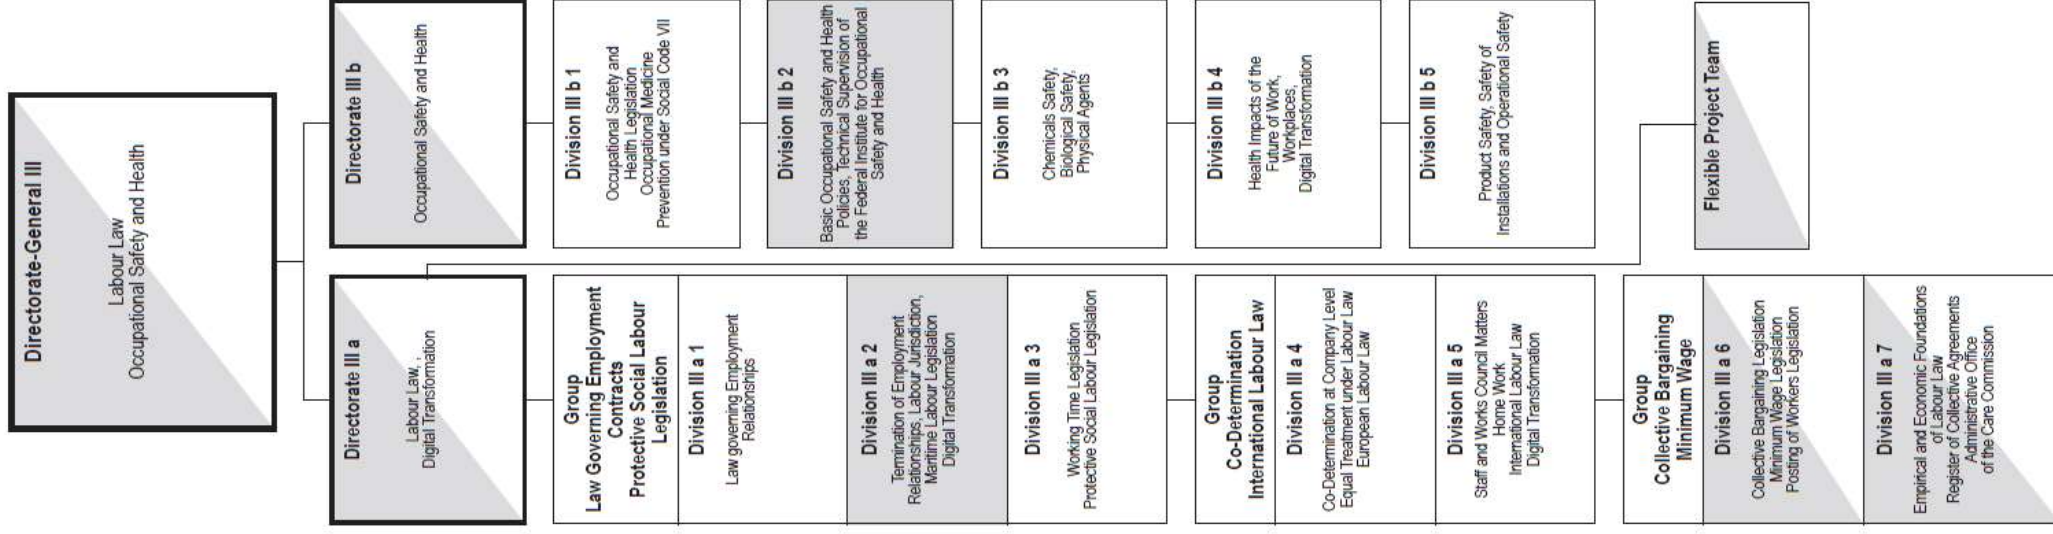 Directorate-General III
Labour Law
Occupational Safety and Health
Directorate III a
Labour Law, ,
Digital Transformation
Group
Law Governing Employment
Contracts
Protective Social Labour
Legislation
Division III a 1
Law governing Employment
Relationships
Division III a 2
Termination of Employment
Relationships, Labour Jurisdiction,
Maritime Labour Legislation
Digital Transformation
Division III a 3
Working Time Legislation
Protective Social Labour Legislation
Group
Co-Determination
International Labour Law
Division III a 4
Co-Determination at Company Level
Equal Treatment under Labour Law
European Labour Law
Division III a 5
Staff and Works Council Matters
Home Work
International Labour Law
Digital Transformation
Group
Collective Bargaining
Minimum Wage
Division III a 6
Collective Bargaining Legislation
Minimum Wage Legislation
Posting of Workers Legislation
Division III a 7
Empirical and Economic Foundations
of Labour Law
Register of Collective Agreements
Administrative Office
of the Care Commission
Directorate III b
Occupational Safety and Health
Division III b 1
Occupational Safety and
Health Legislation
Occupational Medicine
Prevention under Social Code VII
Division III b 2
Basic Occupational Safety and Health
Policies, Technical Supervision of
the Federal Institute for Occupational
Safety and Health
Division III b 3
Chemicals Safety,
Biological Safety,
Physical Agents
Division III b 4
Health Impacts of the
Future of Work,
Workplaces,
Digital Transformation
Division III b 5
Product Safety, Safety of
Installations and Operational Safety
Flexible Project Team